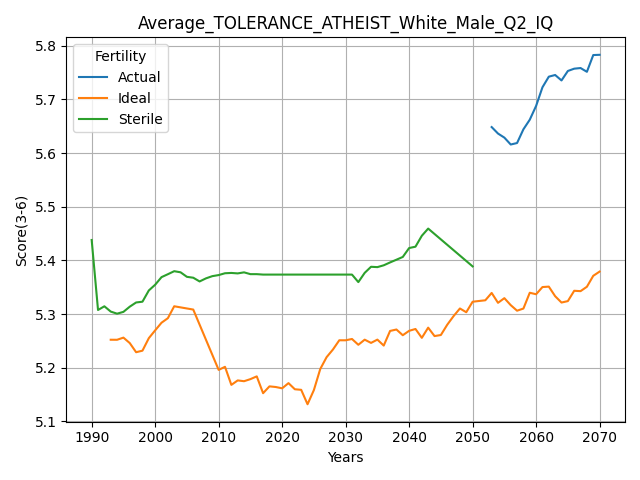 Average_TOLERANCE_ATHEIST_White_Male_Q2_IQ
Fertility
Actual
Ideal
Sterile
Score(3-6)
5.8
5.7
5.6
5.5
5.4
5.3
5.2
5.1
1990 2000 2010 2020 2030 2040 2050 2060 2070
Years